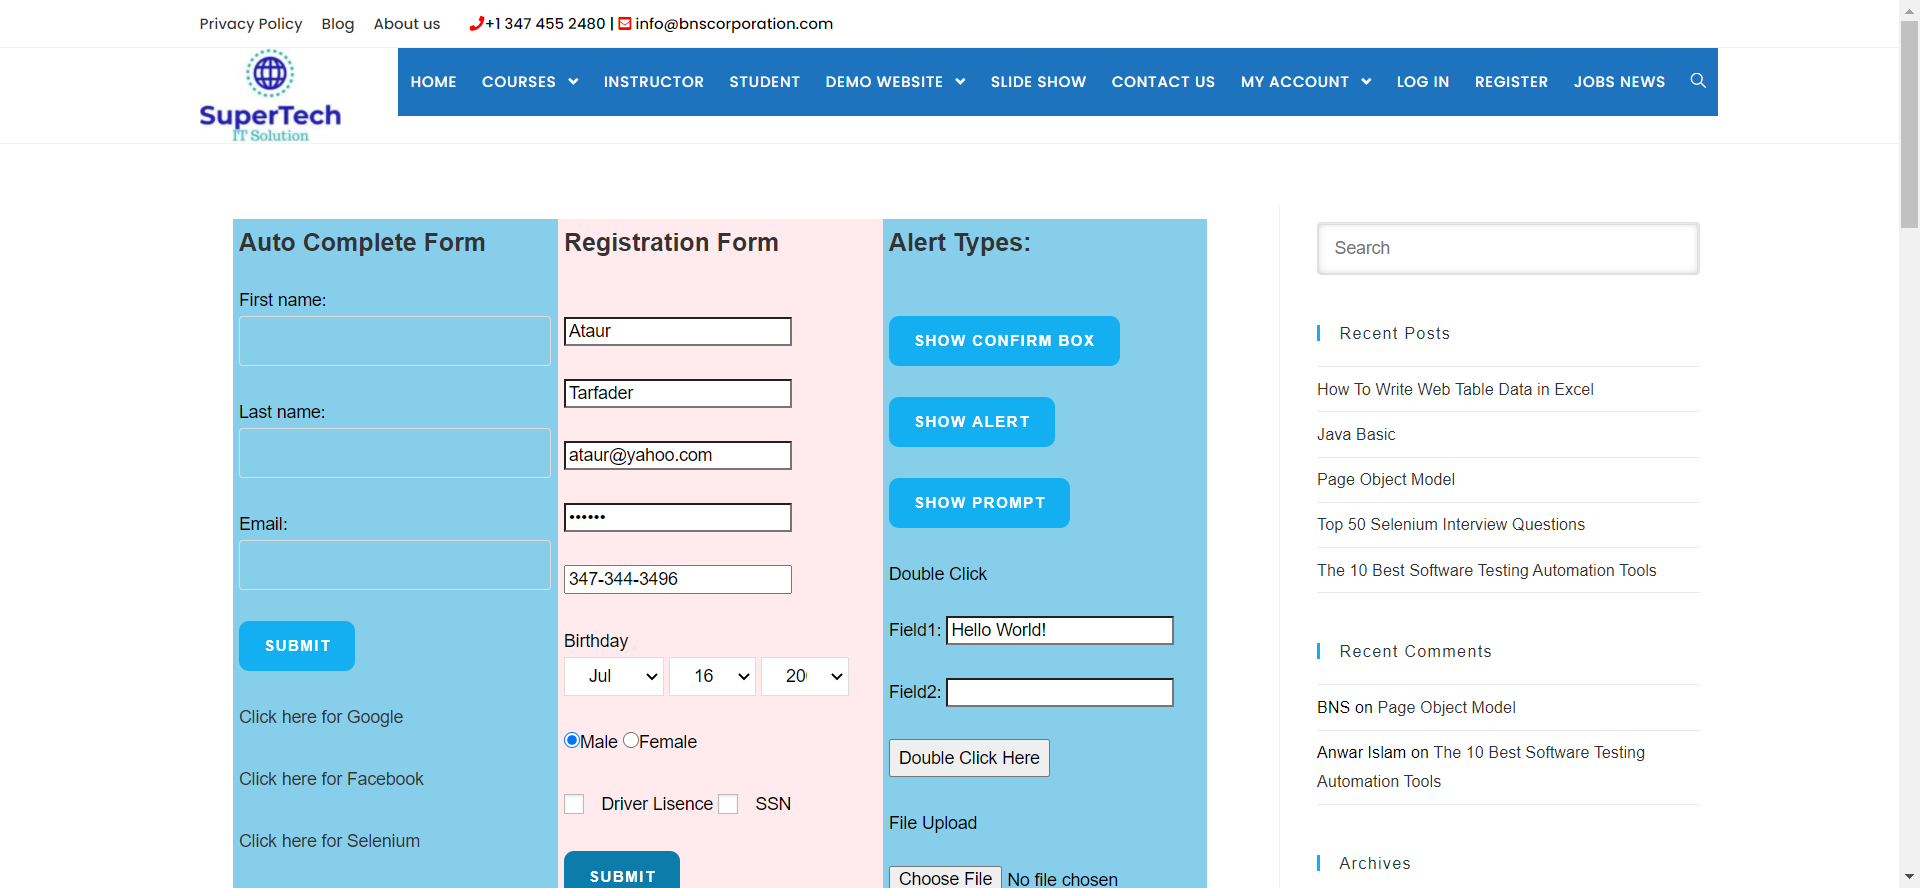 Privacy Policy Blog About us +1 347 455 2480 | info@bnscorporation.com
SuperTech
IT Solution
HOME COURSES INSTRUCTOR STUDENT DEMO WEBSITE SLIDE SHOW CONTACT US MY ACCOUNT LOG IN REGISTER JOBS NEWS
Auto Complete Form
First name:
Last name:
Email:
SUBMIT
Click here for Google
Click here for Facebook
Click here for Selenium
Registration Form
Ataur
Tarfader
ataur@yahoo.com
••••••
347-344-3496
Birthday
Jul 16
Male Female
Driver Lisence SSN
SUBMIT
Alert Types:
SHOW CONFIRM BOX
SHOW ALERT
SHOW PROMPT
Double Click
Field1: Hello World!
Field2:
Double Click Here
File Upload
Choose File No file chosen
Search
Recent Posts
How To Write Web Table Data in Excel
Java Basic
Page Object Model
Top 50 Selenium Interview Questions
The 10 Best Software Testing Automation Tools
Recent Comments
BNS on Page Object Model
Anwar Islam on The 10 Best Software Testing
Automation Tools
Archives